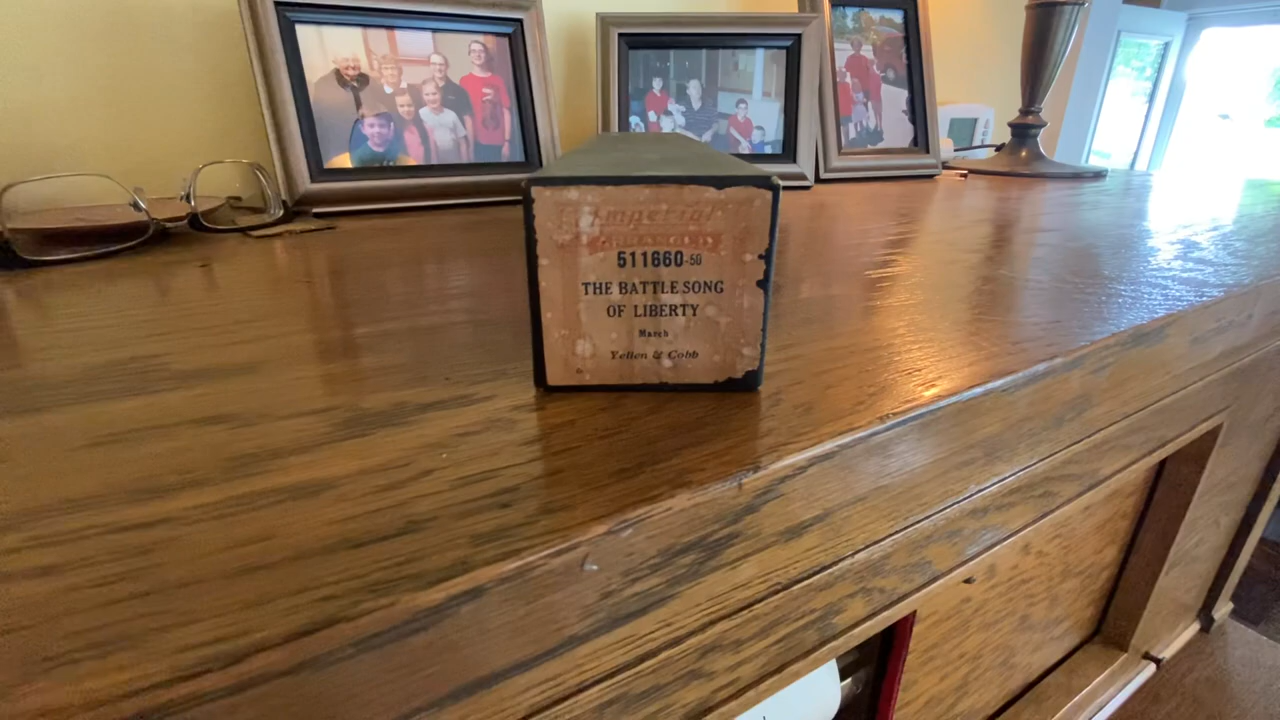 Imperial
511660-50
THE BATTLE SONG
OF LIBERTY
March
Yellen & Cobb